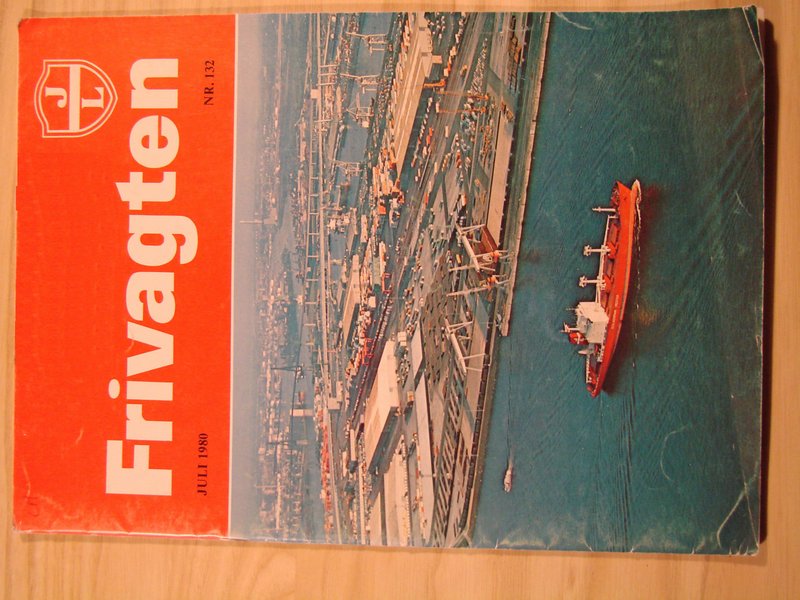 JL
Frivagten
JULI 1980
NR. 132